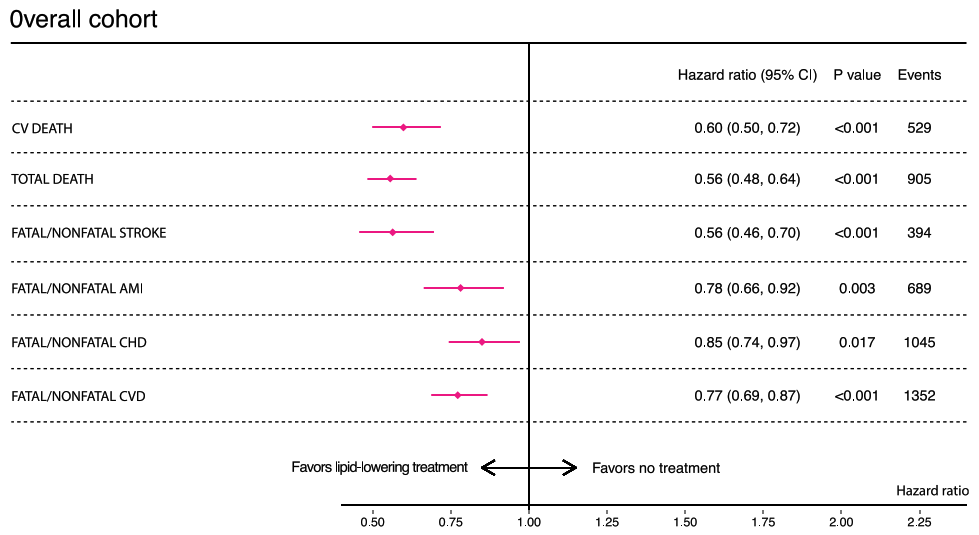 Overall cohort
Hazard ratio (95% CI) P value Events
CV DEATH 0.60 (0.50, 0.72) <0.001 529
TOTAL DEATH 0.56 (0.48, 0.64) <0.001 905
FATAL/NONFATAL STROKE 0.56 (0.46, 0.70) <0.001 394
FATAL/NONFATAL AMI 0.78 (0.66, 0.92) 0.003 689
FATAL/NONFATAL CHD 0.85 (0.74, 0.97) 0.017 1045
FATAL/NONFATAL CVD 0.77 (0.69, 0.87) <0.001 1352
Favors lipid-lowering treatment Favors no treatment
Hazard ratio
0.50 0.75 1.00 1.25 1.50 1.75 2.00 2.25